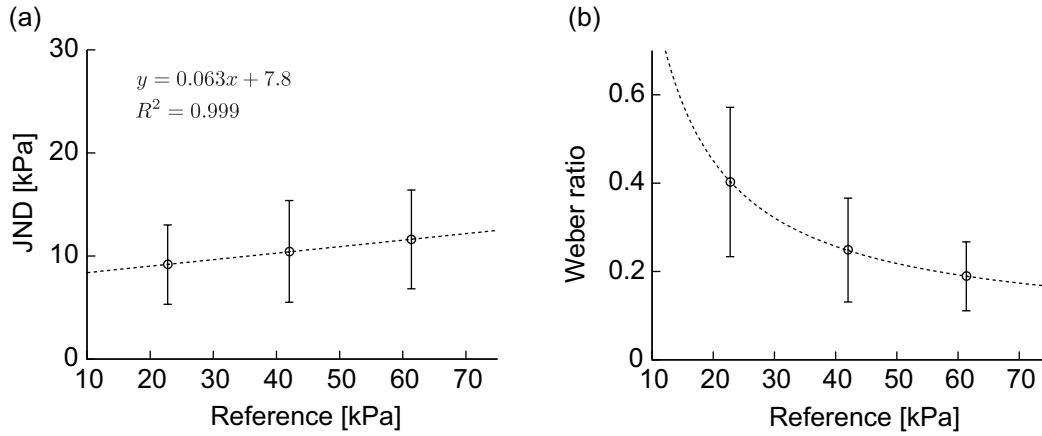 (a)
30
20
10
0
JND [kPa]
y = 0.063x + 7.8
R² = 0.999
10 20 30 40 50 60 70
Reference [kPa]
(b)
0.6
0.4
0.2
0
Weber ratio
10 20 30 40 50 60 70
Reference [kPa]